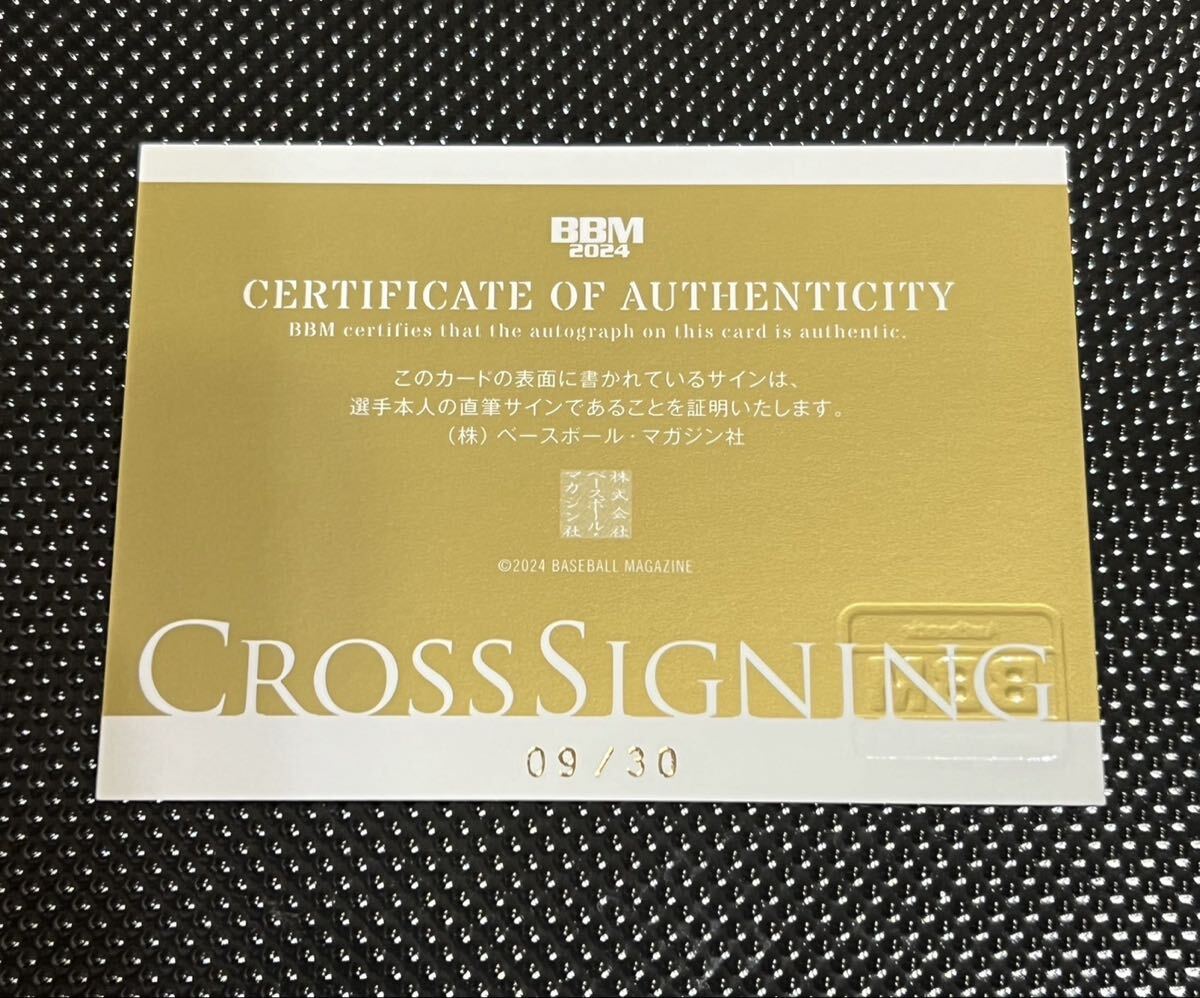 BBM
2024
CERTIFICATE OF AUTHENTICITY
BBM certifies that the autograph on this card is authentic.
このカードの表面に書かれているサインは、
選手本人の直筆サインであることを証明いたします。
（株）ベースボール・マガジン社
株式会社
ベースボール・
マガジン社
©2024 BASEBALL MAGAZINE
CROSSSIGNING
BBM
09/30